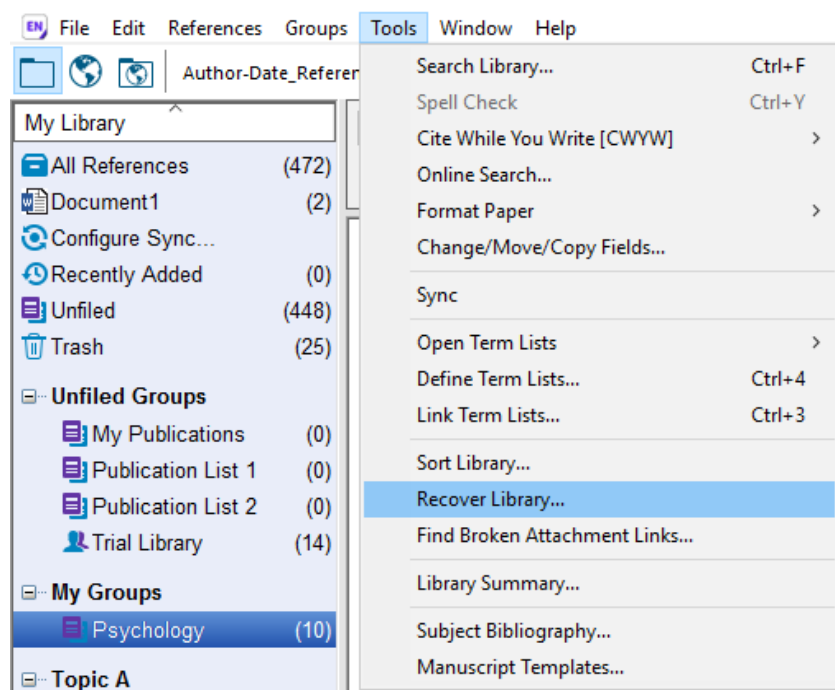 EN File Edit References Groups Tools Window Help
Author-Date_Referer
My Library
All References (472)
Document1 (2)
Configure Sync...
Recently Added (0)
Unfiled (448)
Trash (25)
Unfiled Groups
My Publications (0)
Publication List 1 (0)
Publication List 2 (0)
Trial Library (14)
My Groups
Psychology (10)
Topic A
Search Library... Ctrl+F
Spell Check Ctrl+Y
Cite While You Write [CWYW]
Online Search...
Format Paper
Change/Move/Copy Fields...
Sync
Open Term Lists
Define Term Lists... Ctrl+4
Link Term Lists... Ctrl+3
Sort Library...
Recover Library...
Find Broken Attachment Links...
Library Summary...
Subject Bibliography...
Manuscript Templates...